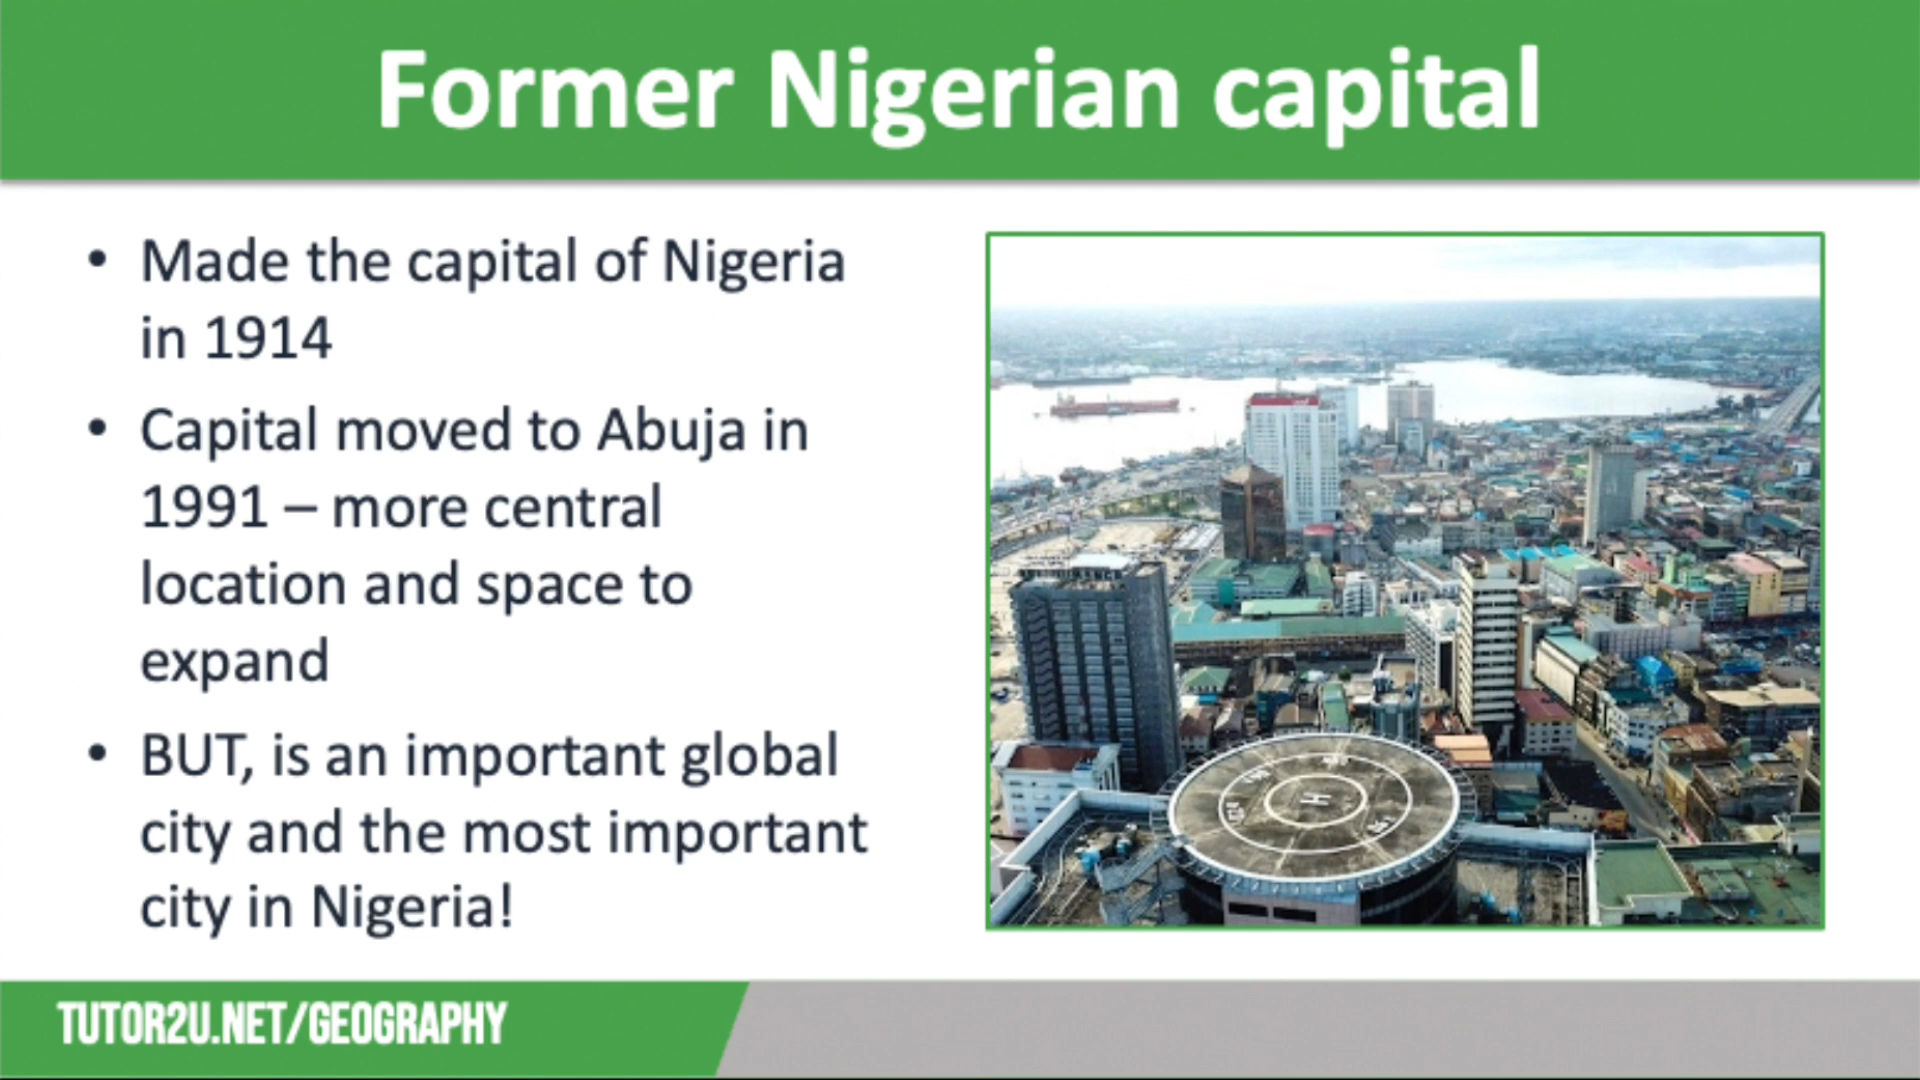 Former Nigerian capital
• Made the capital of Nigeria
in 1914
• Capital moved to Abuja in
1991 – more central
location and space to
expand
• BUT, is an important global
city and the most important
city in Nigeria!
H
TUTOR2U.NET/GEOGRAPHY